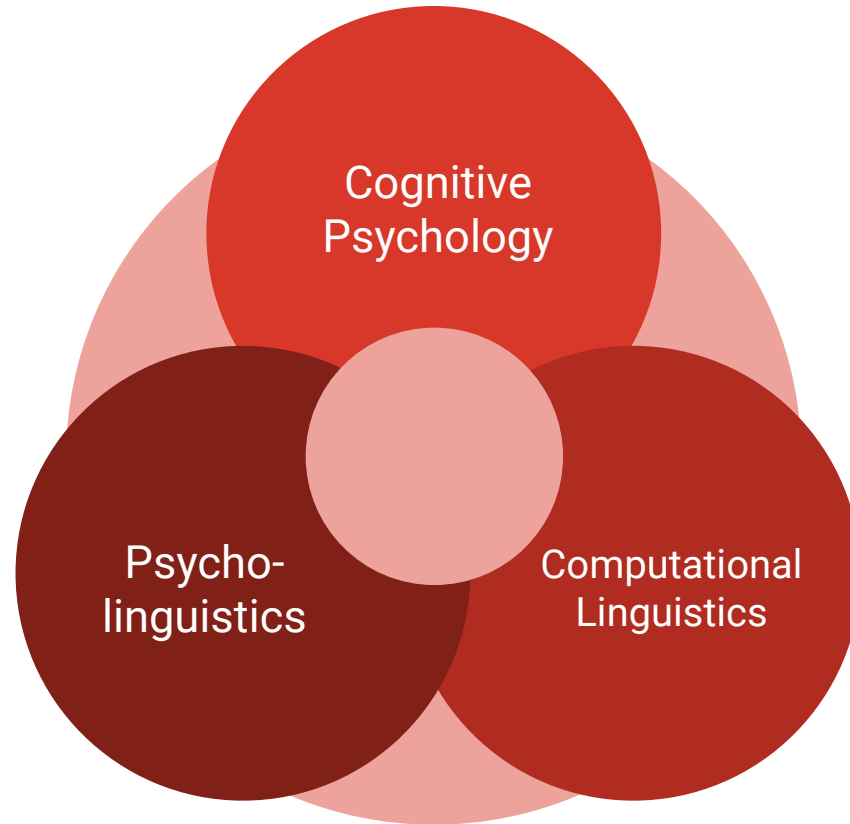 Cognitive
Psychology
Psycho-
linguistics
Computational
Linguistics